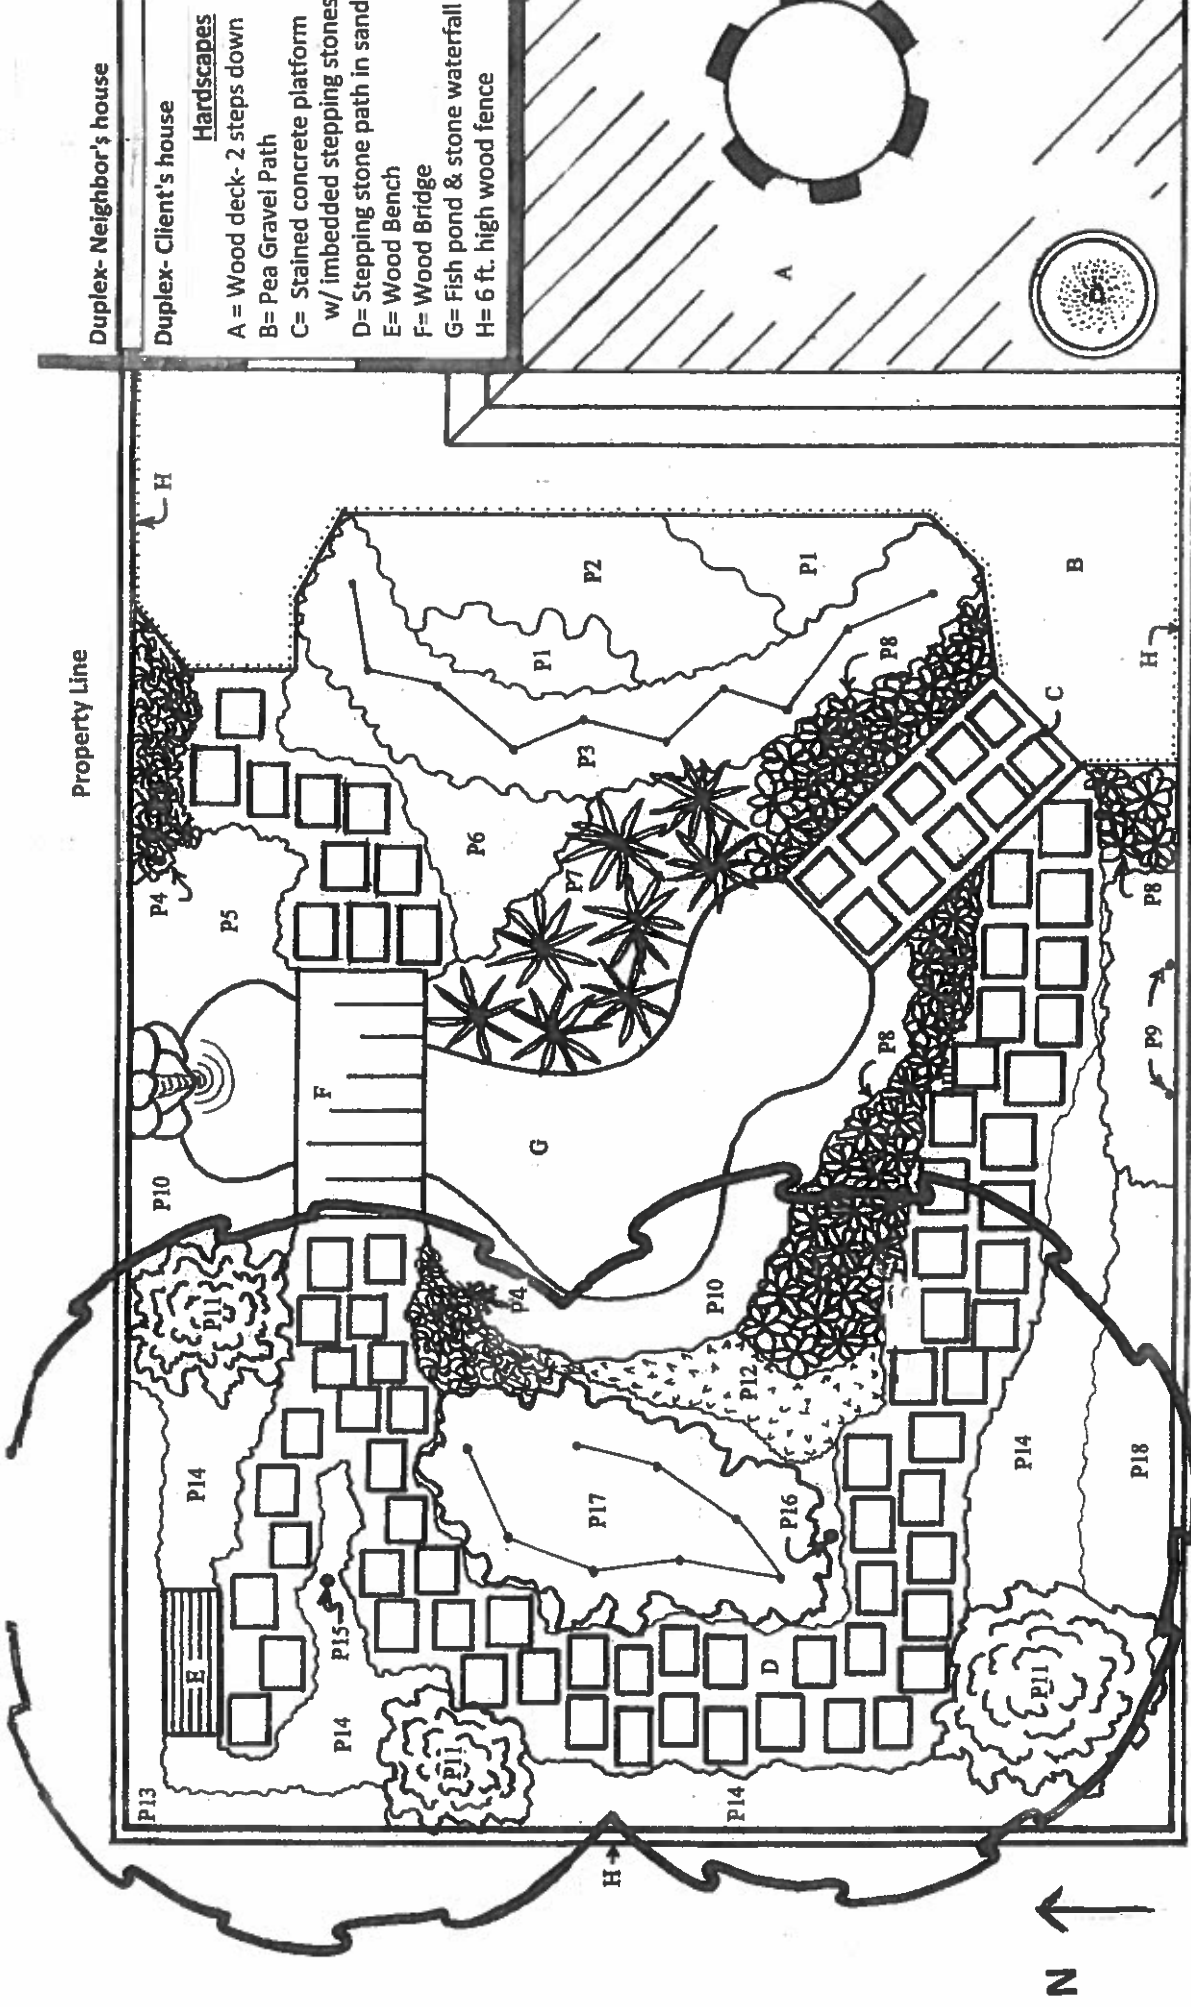 Duplex- Neighbor's house
Duplex- Client's house
Hardscapes
A = Wood deck- 2 steps down
B= Pea Gravel Path
C= Stained concrete platform
w/ imbedded stepping stones
D= Stepping stone path in sand
E= Wood Bench
F= Wood Bridge
G= Fish pond & stone waterfall
H= 6 ft. high wood fence
Property Line
N
H
H
H
A
B
C
D
E
F
G
P13
P14
P11
P10
P4
P5
P15
P14
P11
P17
P4
P6
P7
P3
P1
P2
P1
P16
P12
P10
P8
P8
P14
P11
P14
P18
P9
P8